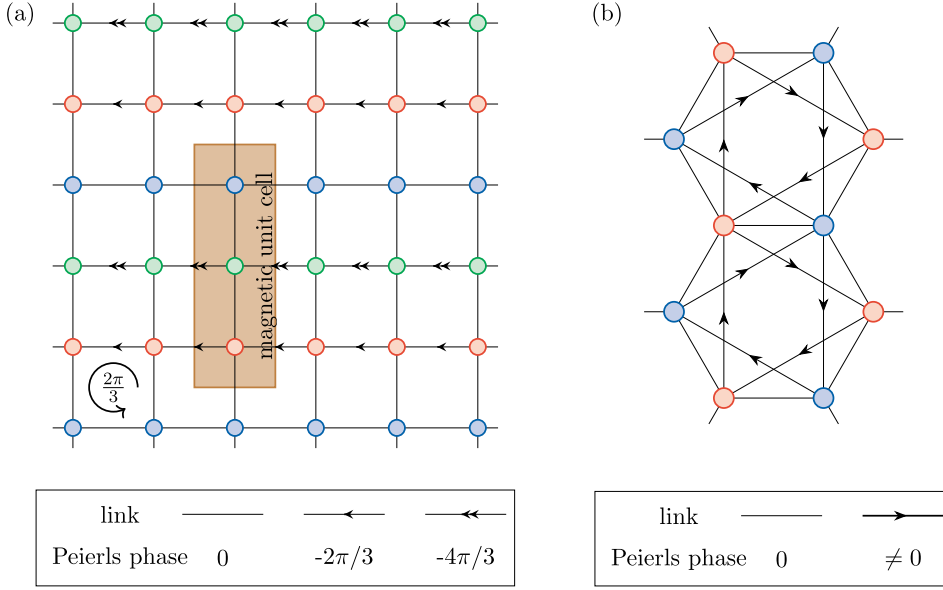 (a)
(b)
magnetic unit cell
2π/3
link
Peierls phase 0 -2π/3 -4π/3
link
Peierls phase 0 ≠ 0